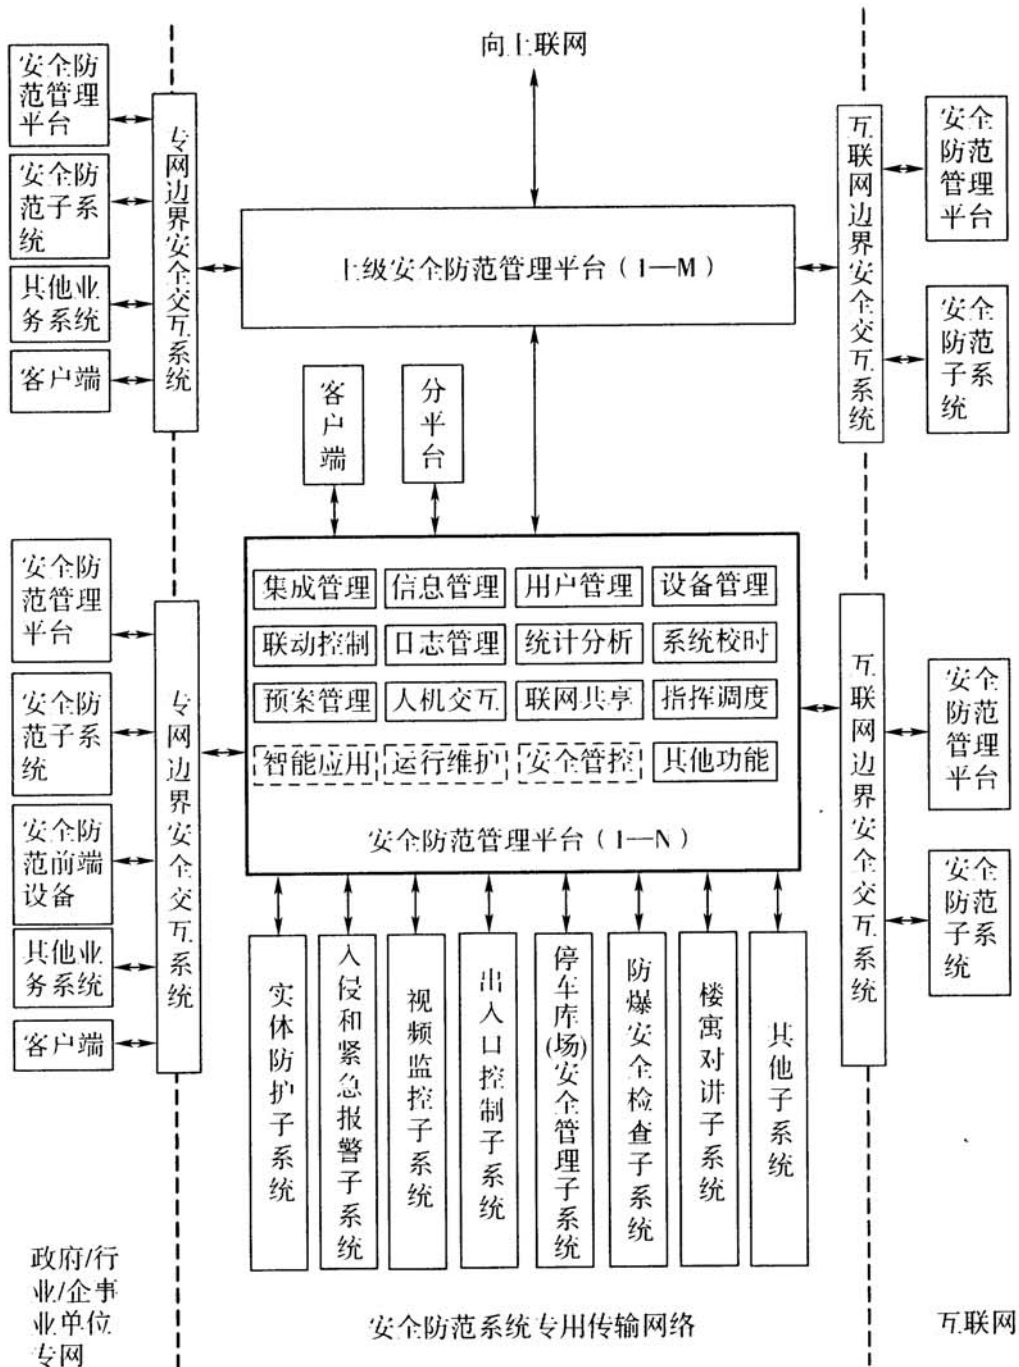 向上联网
安全防
范管理
平台
安全防
范子系
统
其他业
务系统
客户端
专网边界安全交互系统
上级安全防范管理平台（1—M）
互联网边界安全交互系统
安全
防范
管理
平台
安全
防范
子系
统
客户端
分平台
安全防
范管理
平台
安全防
范子系
统
安全防
范前端
设备
其他业
务系统
客户端
专网边界安全交互系统
集成管理 信息管理 用户管理 设备管理
联动控制 日志管理 统计分析 系统校时
预案管理 人机交互 联网共享 指挥调度
智能应用 运行维护 安全管控 其他功能
安全防范管理平台（1—N）
互联网边界安全交互系统
安全
防范
管理
平台
安全
防范
子系
统
实体防护子系统
入侵和紧急报警子系统
视频监控子系统
出入口控制子系统
停车库(场)安全管理子系统
防爆安全检查子系统
楼寓对讲子系统
其他子系统
政府/行
业/企事
业单位
专网
安全防范系统专用传输网络
互联网